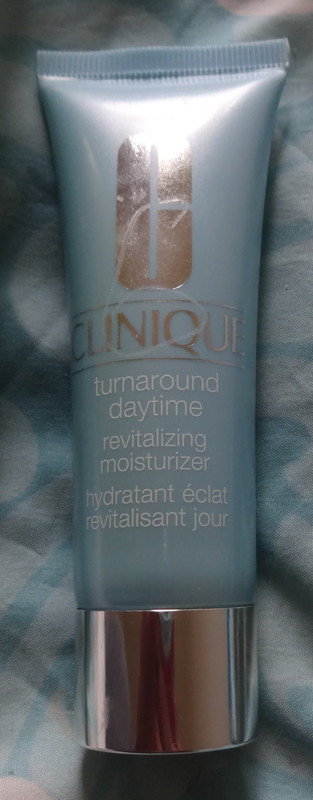 CLINIQUE
turnaround
daytime
revitalizing
moisturizer
hydratant éclat
revitalisant jour